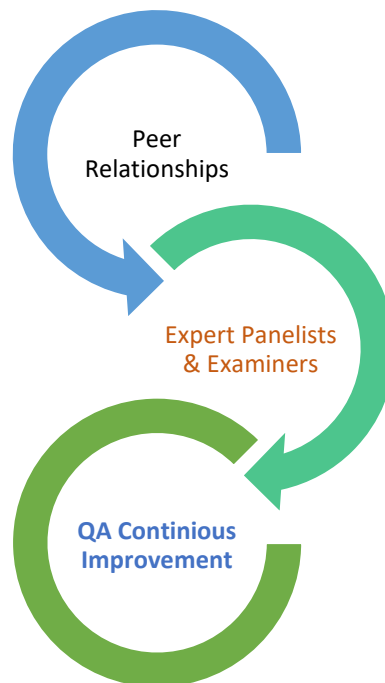 Peer
Relationships
Expert Panelists
& Examiners
QA Continious
Improvement